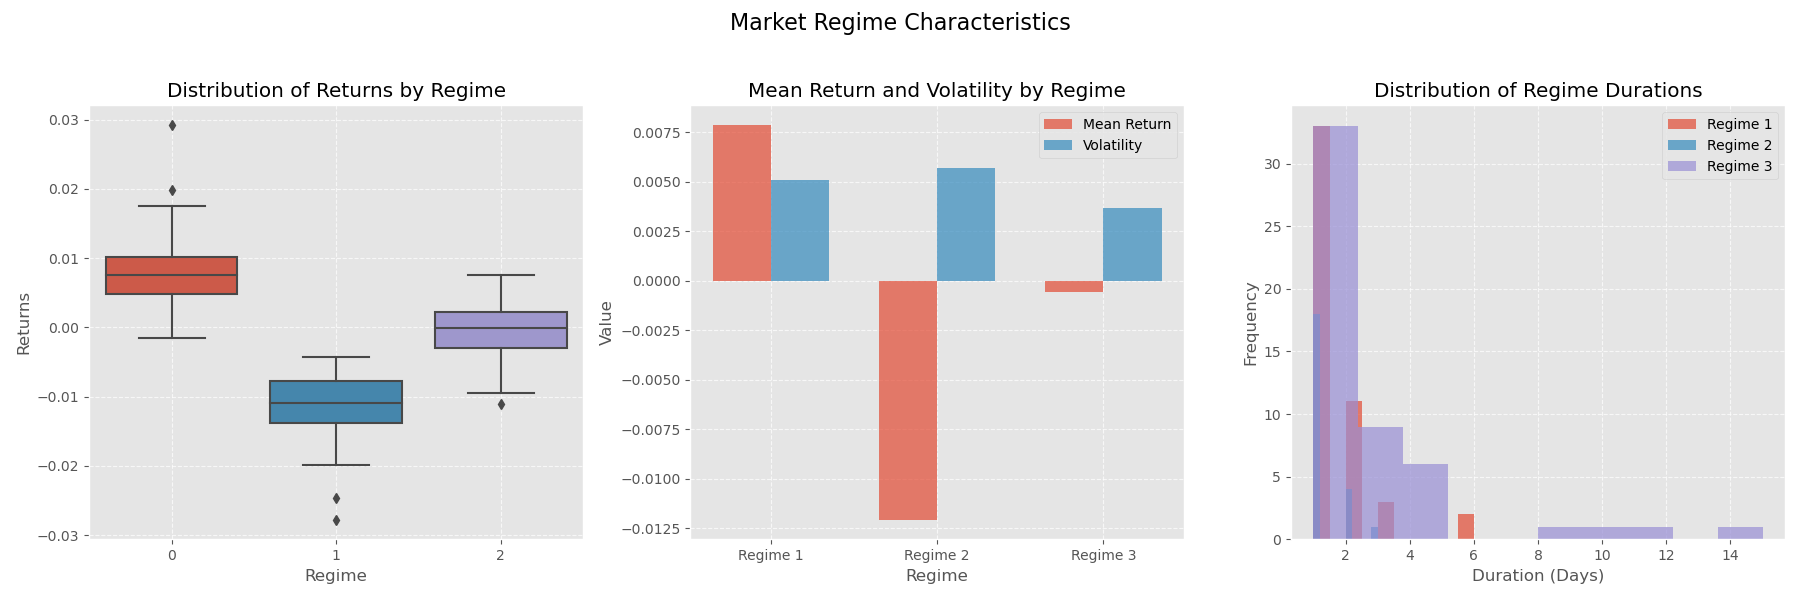 Market Regime Characteristics
Distribution of Returns by Regime
0.03
0.02
0.01
0.00
−0.01
−0.02
−0.03
Returns
0 1 2
Regime
Mean Return and Volatility by Regime
Mean Return
Volatility
0.0075
0.0050
0.0025
0.0000
−0.0025
−0.0050
−0.0075
−0.0100
−0.0125
Value
Regime 1 Regime 2 Regime 3
Regime
Distribution of Regime Durations
Regime 1
Regime 2
Regime 3
30
25
20
15
10
5
0
Frequency
2 4 6 8 10 12 14
Duration (Days)